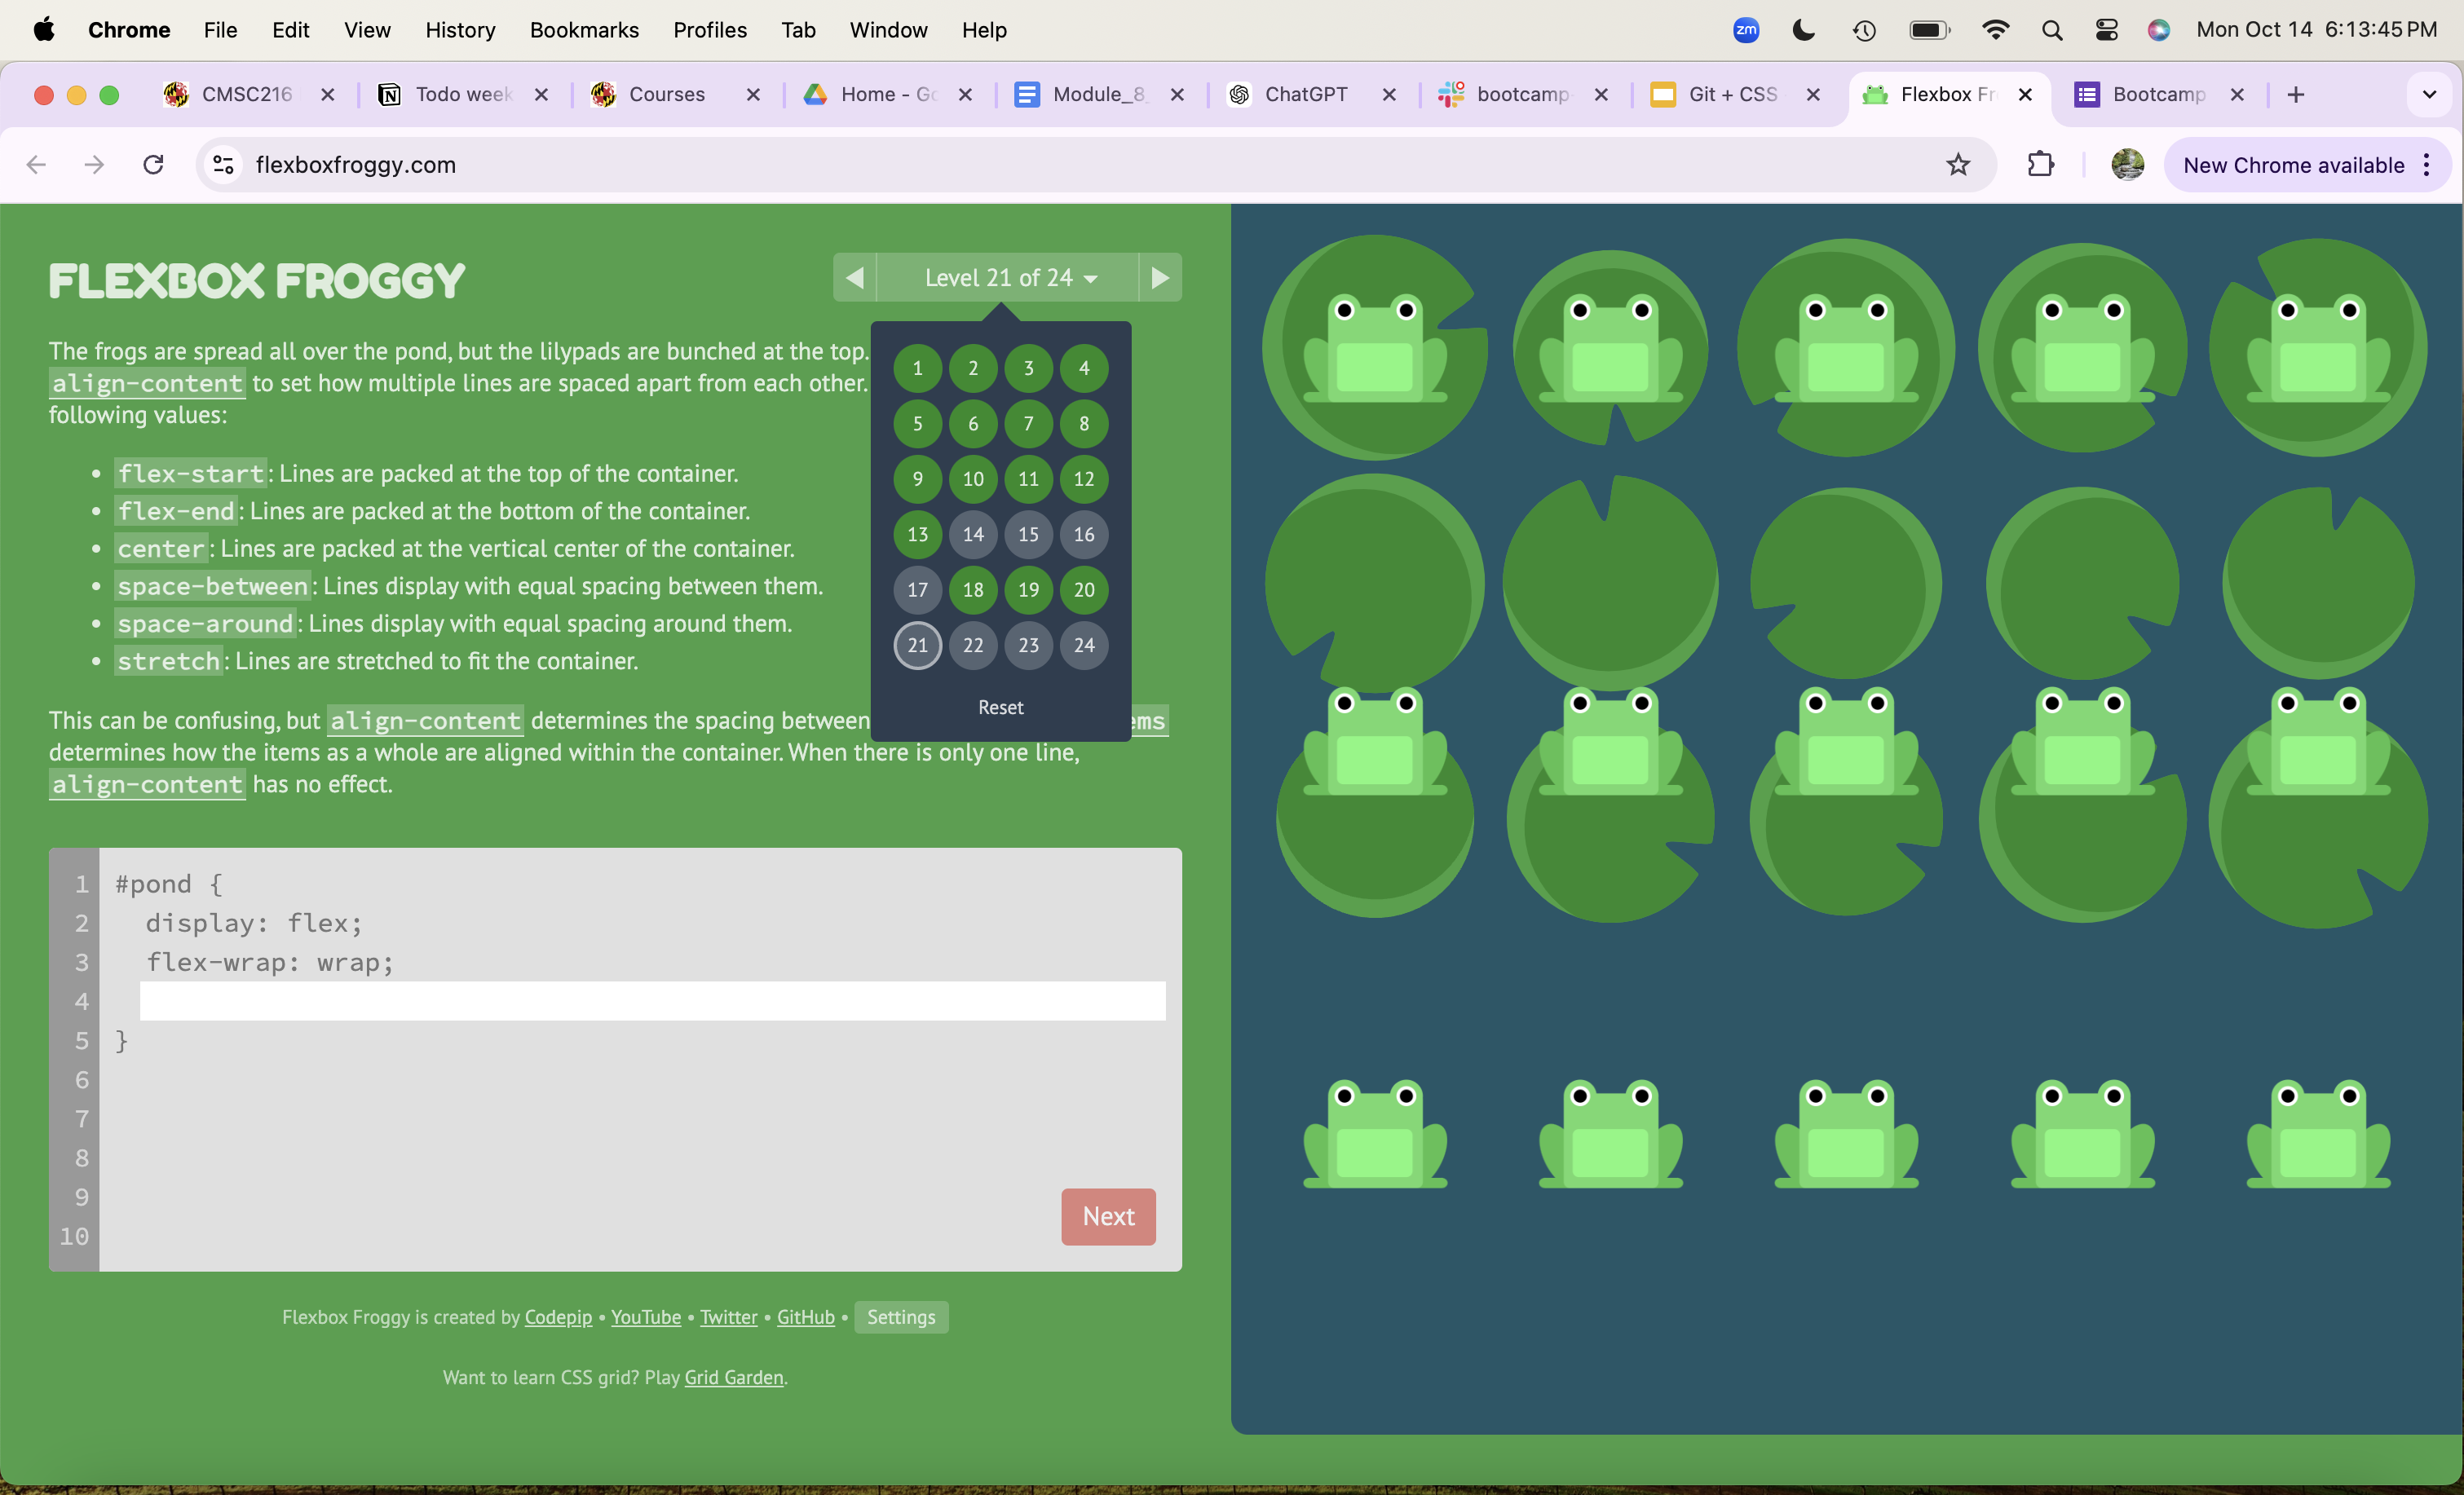 Chrome File Edit View History Bookmarks Profiles Tab Window Help zm Mon Oct 14 6:13:45 PM
CMSC216 Todo week Courses Home - Go Module_8_ ChatGPT bootcamp- Git + CSS Flexbox Fr Bootcamp
flexboxfroggy.com New Chrome available
FLEXBOX FROGGY
Level 21 of 24
The frogs are spread all over the pond, but the lilypads are bunched at the top.
align-content to set how multiple lines are spaced apart from each other.
following values:
• flex-start: Lines are packed at the top of the container.
• flex-end: Lines are packed at the bottom of the container.
• center: Lines are packed at the vertical center of the container.
• space-between: Lines display with equal spacing between them.
• space-around: Lines display with equal spacing around them.
• stretch: Lines are stretched to fit the container.
1 2 3 4
5 6 7 8
9 10 11 12
13 14 15 16
17 18 19 20
21 22 23 24
Reset
This can be confusing, but align-content determines the spacing between ems
determines how the items as a whole are aligned within the container. When there is only one line,
align-content has no effect.
1 #pond {
2 display: flex;
3 flex-wrap: wrap;
4
5 }
6
7
8
9
10
Next
Flexbox Froggy is created by Codepip • YouTube • Twitter • GitHub • Settings
Want to learn CSS grid? Play Grid Garden.